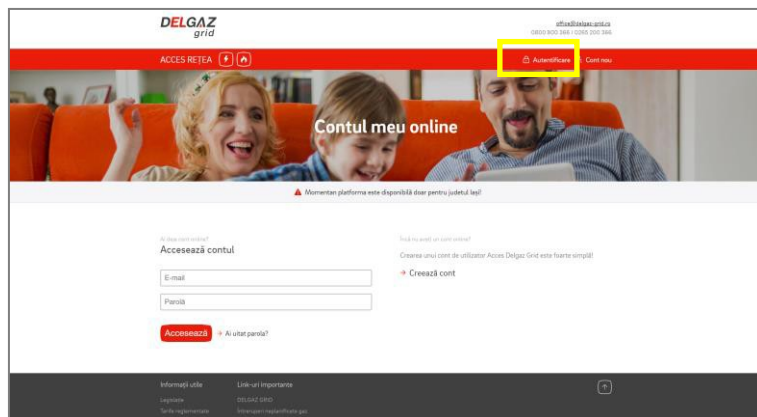 DELGAZ
grid
office@delgaz-grid.ro
0800 800 366 I 0265 200 366
ACCES REȚEA
Autentificare
Cont nou
Contul meu online
Momentan platforma este disponibilă doar pentru județul Iași!
Ai deja cont online?
Accesează contul
E-mail
Parolă
Accesează
Ai uitat parola?
Încă nu aveți un cont online?
Crearea unui cont de utilizator Acces Delgaz Grid este foarte simplă!
Creează cont
Informații utile
Legislație
Tarife reglementate
Link-uri importante
DELGAZ GRID
Întreruperi neplanificate gaz